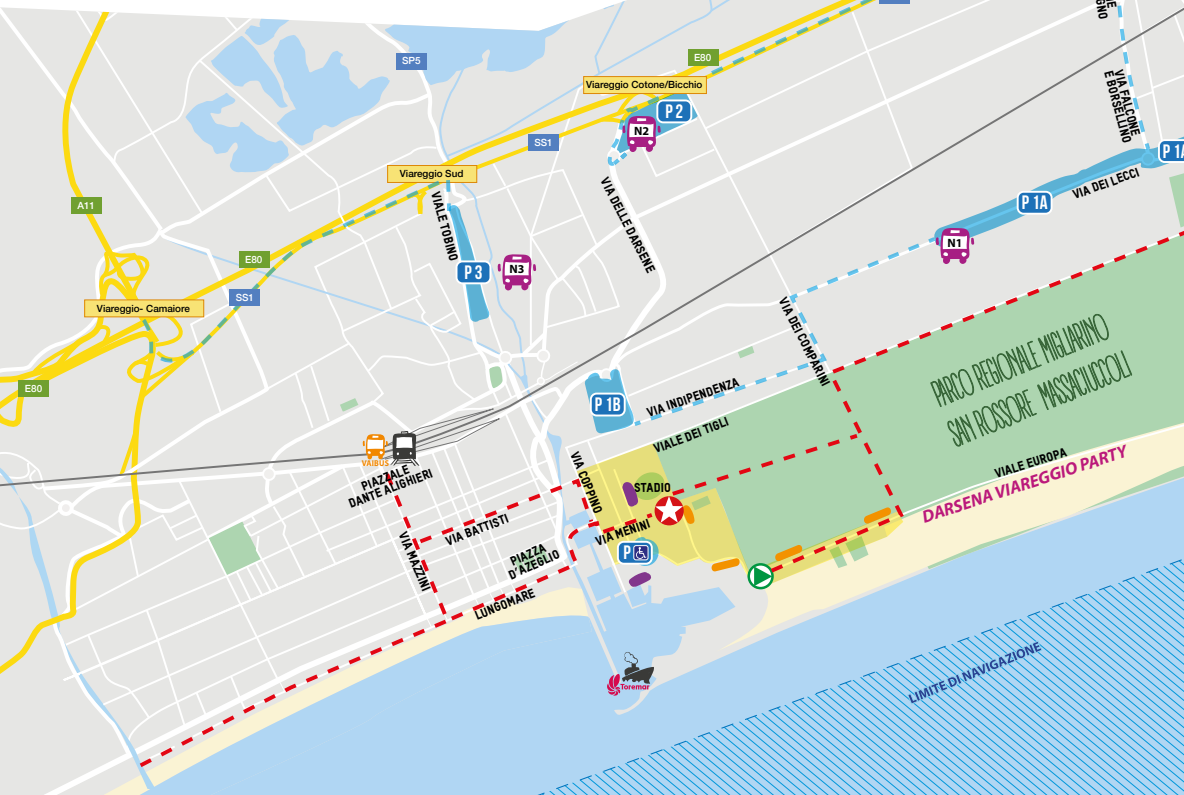 SP5
E80
Viareggio Cotone/Bicchio
P 2
N2
SS1
VIA FALCONE
E BORSELLINO
P 1A
VIA DEI LECCI
P 1A
Viareggio Sud
VIALE TOBINO
VIA DELLE DARSENE
A11
N1
E80
P 3
N3
SS1
Viareggio- Camaiore
VIA DEI COMPARINI
PARCO REGIONALE MIGLIARINO
SAN ROSSORE MASSACIUCCOLI
E80
P 1B
VIA INDIPENDENZA
VIALE DEI TIGLI
VAIBUS
PIAZZALE
DANTE ALIGHIERI
VIA COPPINO
STADIO
VIALE EUROPA
DARSENA VIAREGGIO PARTY
VIA BATTISTI
VIA MENINI
P
VIA MAZZINI
PIAZZA
D'AZEGLIO
LUNGOMARE
Toremar
LIMITE DI NAVIGAZIONE